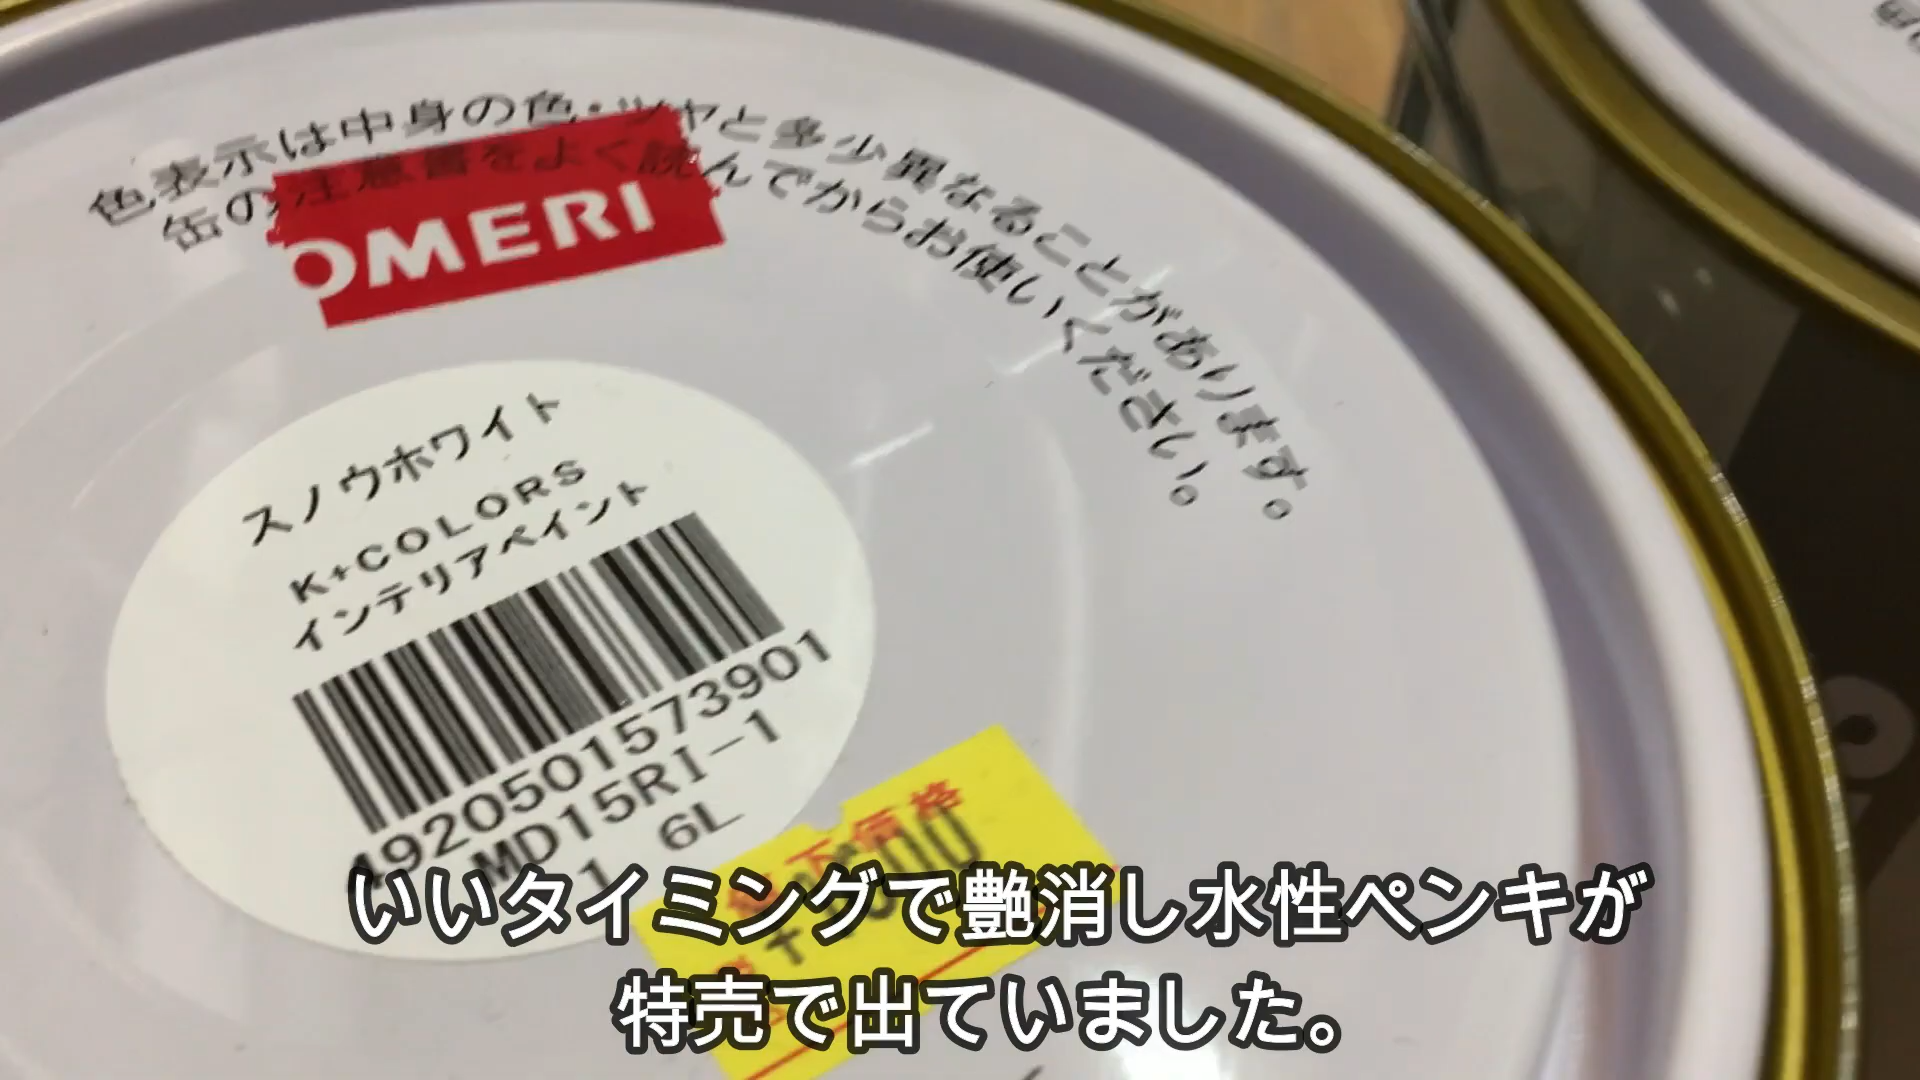 色表示は中身の色・ツヤと多少異なることがあります。
缶の注意書をよく読んでからお使いください。
OMERI
スノウホワイト
K+COLORS
インテリアペイント
4920501573901
MD15RI-1
1 6L
値下価格
いいタイミングで艶消し水性ペンキが
特売で出ていました。